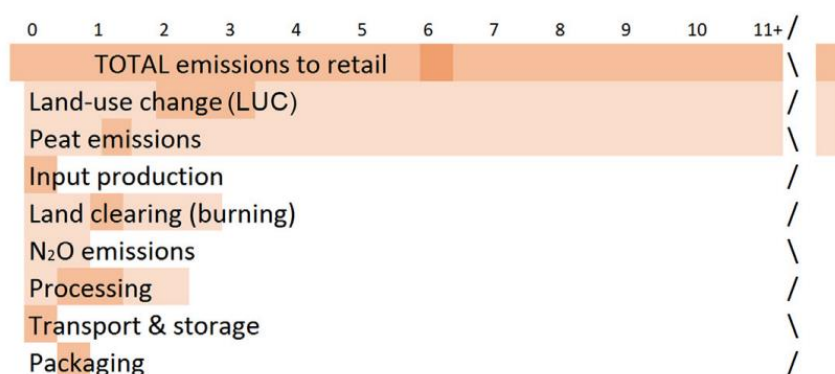 0 1 2 3 4 5 6 7 8 9 10 11+ /
TOTAL emissions to retail \
Land-use change (LUC) /
Peat emissions \
Input production /
Land clearing (burning) /
N₂O emissions \
Processing /
Transport & storage \
Packaging /